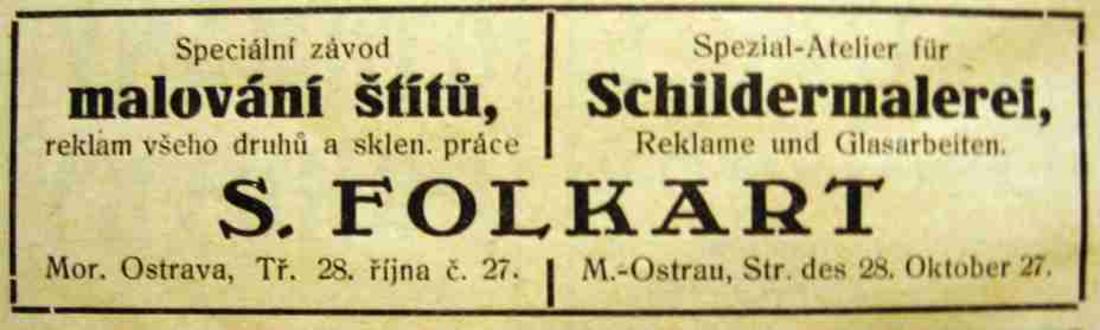 Speciální závod
malování štítů,
reklam všeho druhů a sklen. práce
Spezial-Atelier für
Schildermalerei,
Reklame und Glasarbeiten.
S. FOLKART
Mor. Ostrava, Tř. 28. října č. 27.
M.-Ostrau, Str. des 28. Oktober 27.